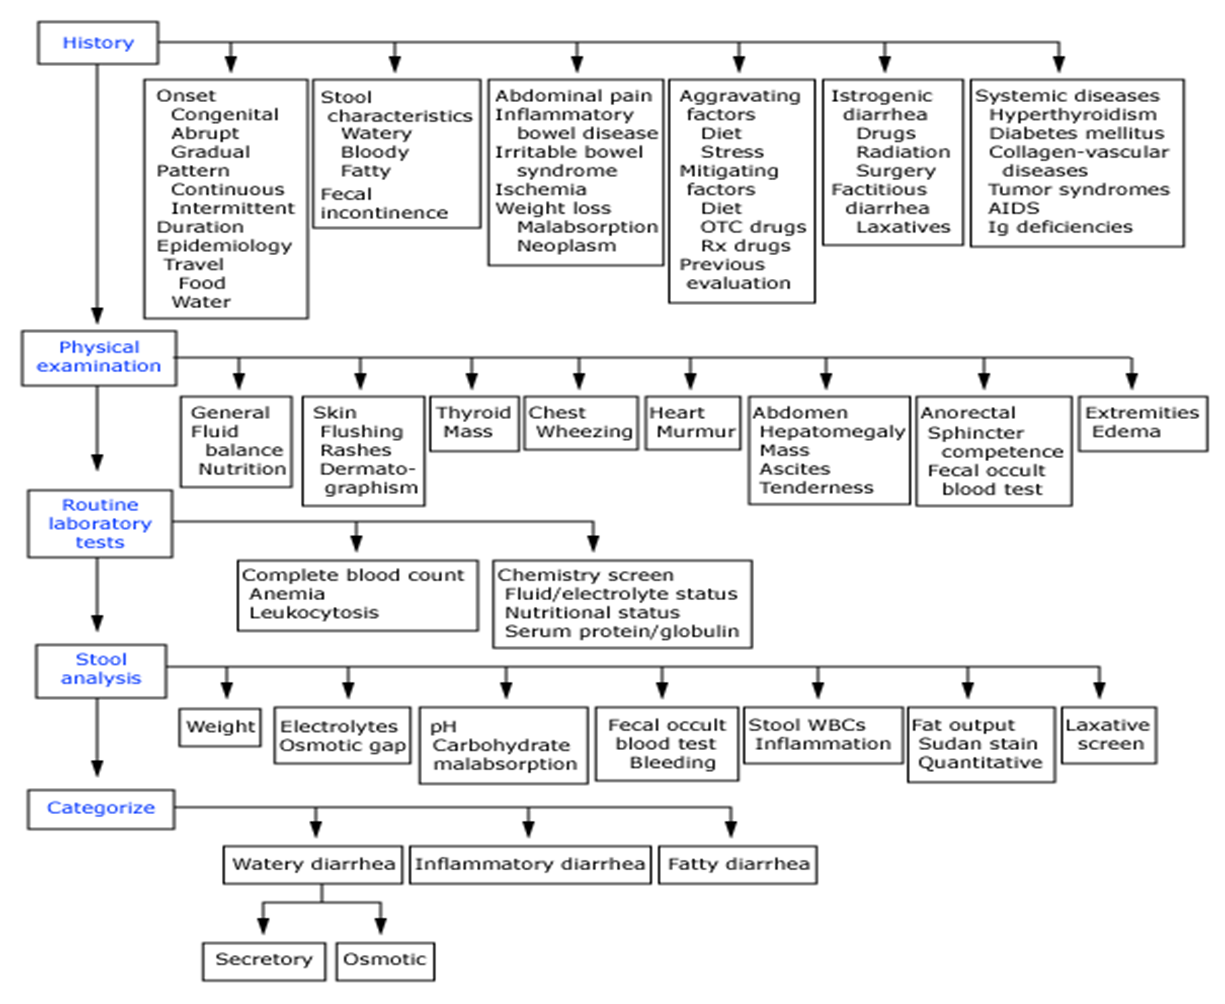 History
Onset
Congenital
Abrupt
Gradual
Pattern
Continuous
Intermittent
Duration
Epidemiology
Travel
Food
Water
Stool
characteristics
Watery
Bloody
Fatty
Fecal
incontinence
Abdominal pain
Inflammatory
bowel disease
Irritable bowel
syndrome
Ischemia
Weight loss
Malabsorption
Neoplasm
Aggravating
factors
Diet
Stress
Mitigating
factors
Diet
OTC drugs
Rx drugs
Previous
evaluation
Istrogenic
diarrhea
Drugs
Radiation
Surgery
Factitious
diarrhea
Laxatives
Systemic diseases
Hyperthyroidism
Diabetes mellitus
Collagen-vascular
diseases
Tumor syndromes
AIDS
Ig deficiencies
Physical
examination
General
Fluid
balance
Nutrition
Skin
Flushing
Rashes
Dermato-
graphism
Thyroid
Mass
Chest
Wheezing
Heart
Murmur
Abdomen
Hepatomegaly
Mass
Ascites
Tenderness
Anorectal
Sphincter
competence
Fecal occult
blood test
Extremities
Edema
Routine
laboratory
tests
Complete blood count
Anemia
Leukocytosis
Chemistry screen
Fluid/electrolyte status
Nutritional status
Serum protein/globulin
Stool
analysis
Weight
Electrolytes
Osmotic gap
pH
Carbohydrate
malabsorption
Fecal occult
blood test
Bleeding
Stool WBCs
Inflammation
Fat output
Sudan stain
Quantitative
Laxative
screen
Categorize
Watery diarrhea
Inflammatory diarrhea
Fatty diarrhea
Secretory
Osmotic